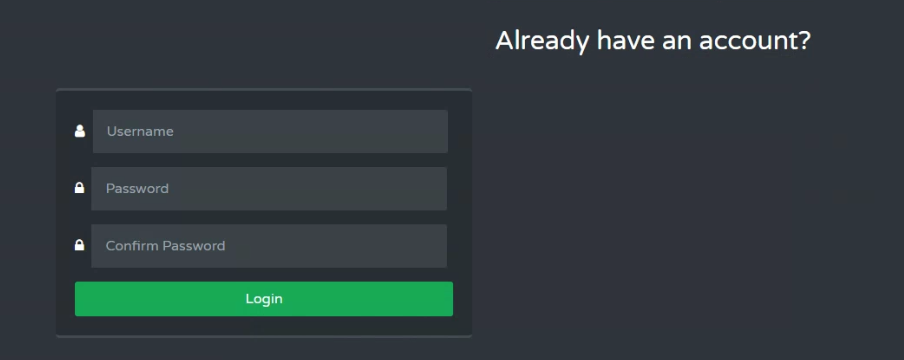 Already have an account?
Username
Password
Confirm Password
Login